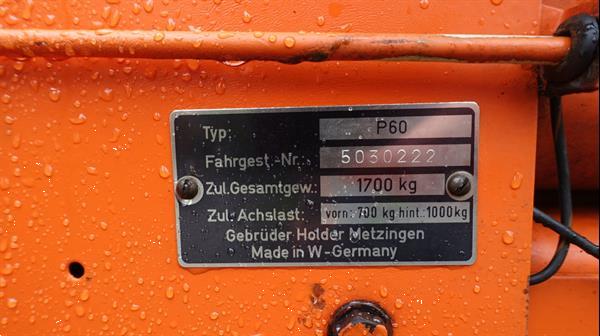 Typ: P60
Fahrgest.-Nr.: 5030222
Zul.Gesamtgew.: 1700 kg
Zul. Achslast: vorn: 700 kg hint.: 1000kg
Gebrüder Holder Metzingen
Made in W-Germany